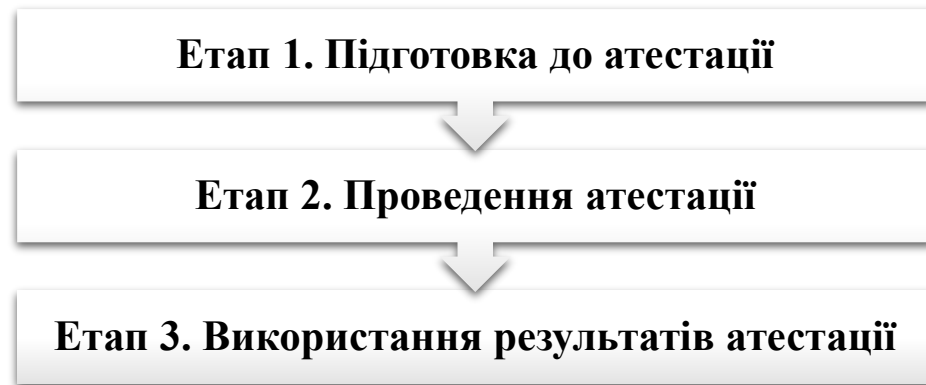 Етап 1. Підготовка до атестації
Етап 2. Проведення атестації
Етап 3. Використання результатів атестації